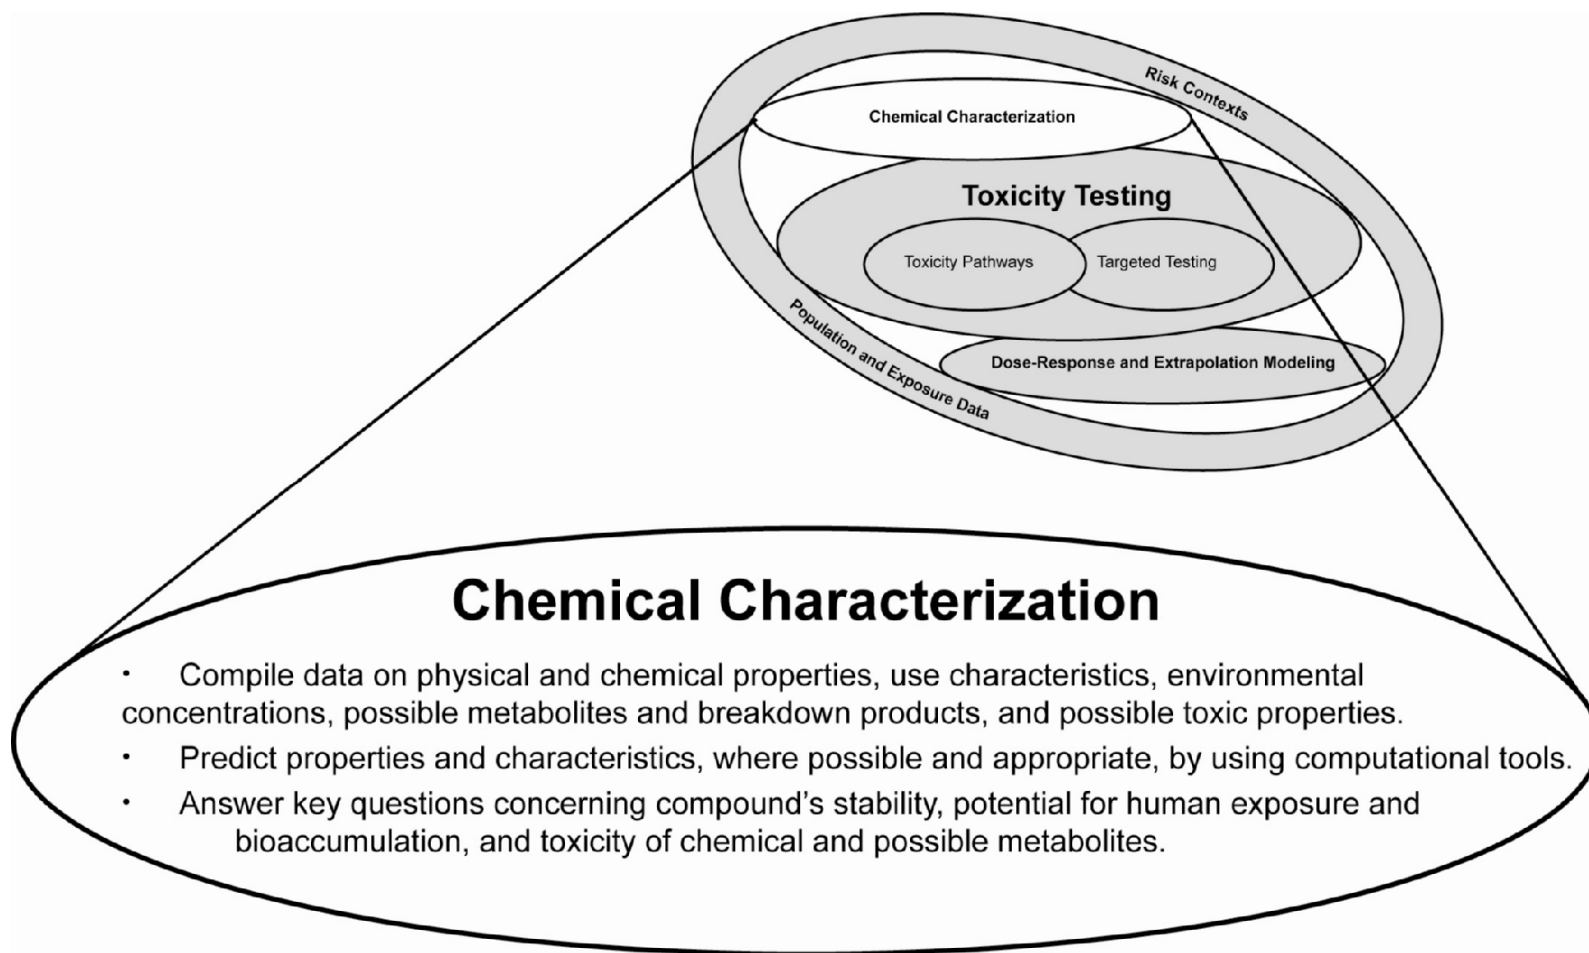 Risk Contexts
Chemical Characterization
Toxicity Testing
Toxicity Pathways
Targeted Testing
Population and Exposure Data
Dose-Response and Extrapolation Modeling
Chemical Characterization
· Compile data on physical and chemical properties, use characteristics, environmental
concentrations, possible metabolites and breakdown products, and possible toxic properties.
· Predict properties and characteristics, where possible and appropriate, by using computational tools.
· Answer key questions concerning compound’s stability, potential for human exposure and
bioaccumulation, and toxicity of chemical and possible metabolites.